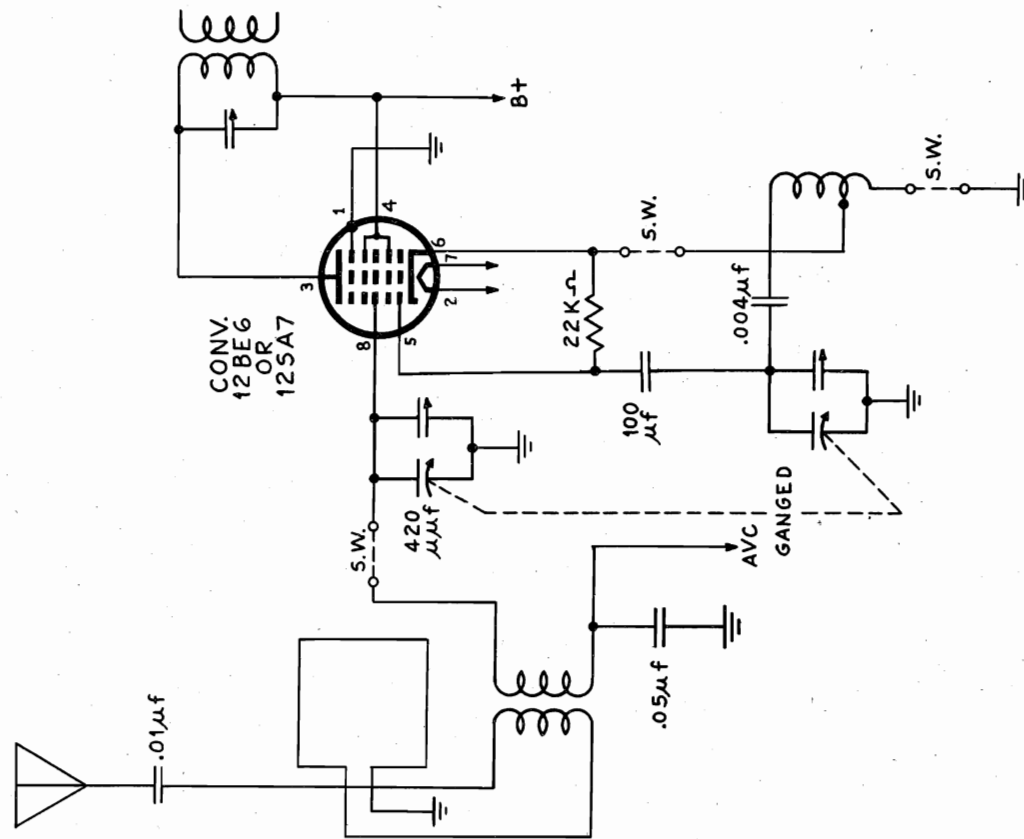 .01µf
.05µf
AVC
GANGED
S.W.
420
µµf
CONV.
12BE6
OR
12SA7
3
1
4
8
5
6
7
2
B+
22K-Ω
100
µf
S.W.
.004µf
S.W.